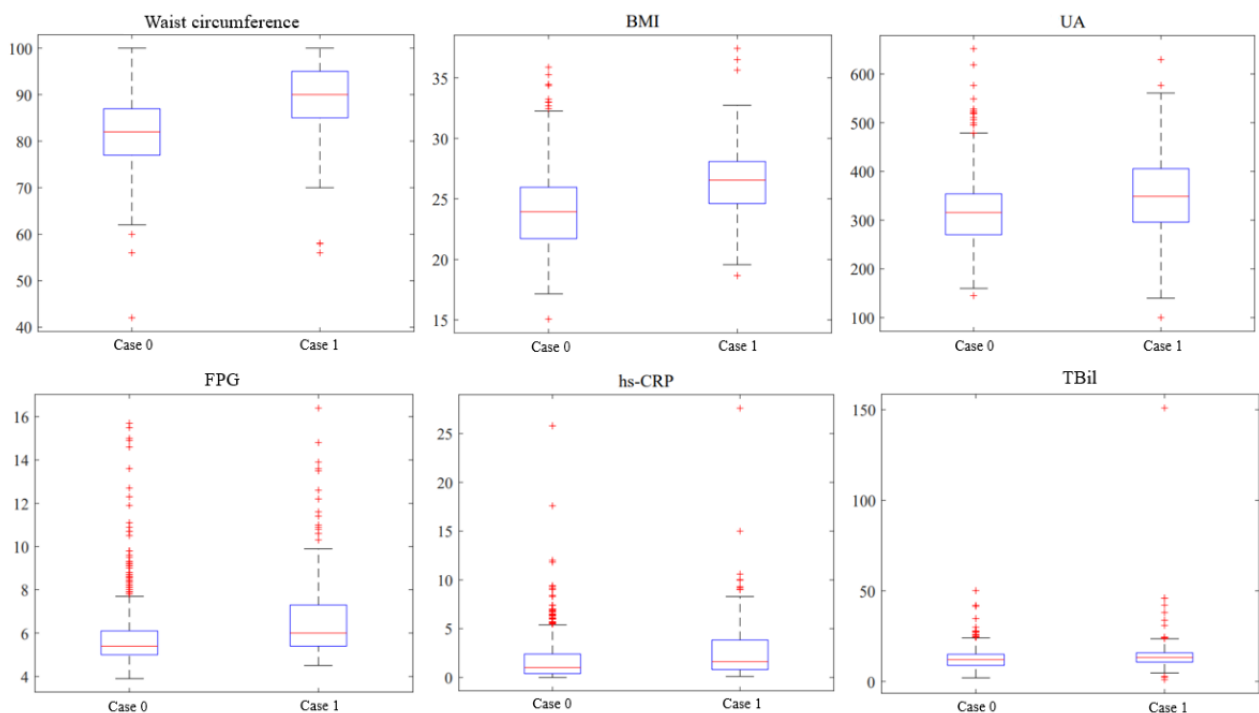 Waist circumference
100
90
80
70
60
50
40
Case 0 Case 1
BMI
35
30
25
20
15
Case 0 Case 1
UA
600
500
400
300
200
100
Case 0 Case 1
FPG
16
14
12
10
8
6
4
Case 0 Case 1
hs-CRP
25
20
15
10
5
0
Case 0 Case 1
TBil
150
100
50
0
Case 0 Case 1